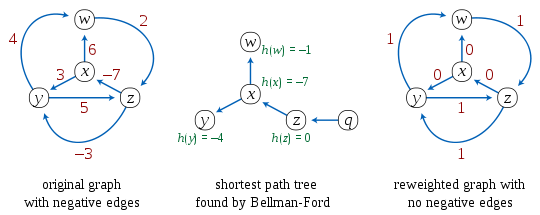 w
4
2
6
x
3
−7
y
5
z
−3
original graph
with negative edges
w
h(w) = −1
h(x) = −7
x
y
z
q
h(y) = −4
h(z) = 0
shortest path tree
found by Bellman-Ford
w
1
1
0
x
0
0
y
1
z
1
reweighted graph with
no negative edges